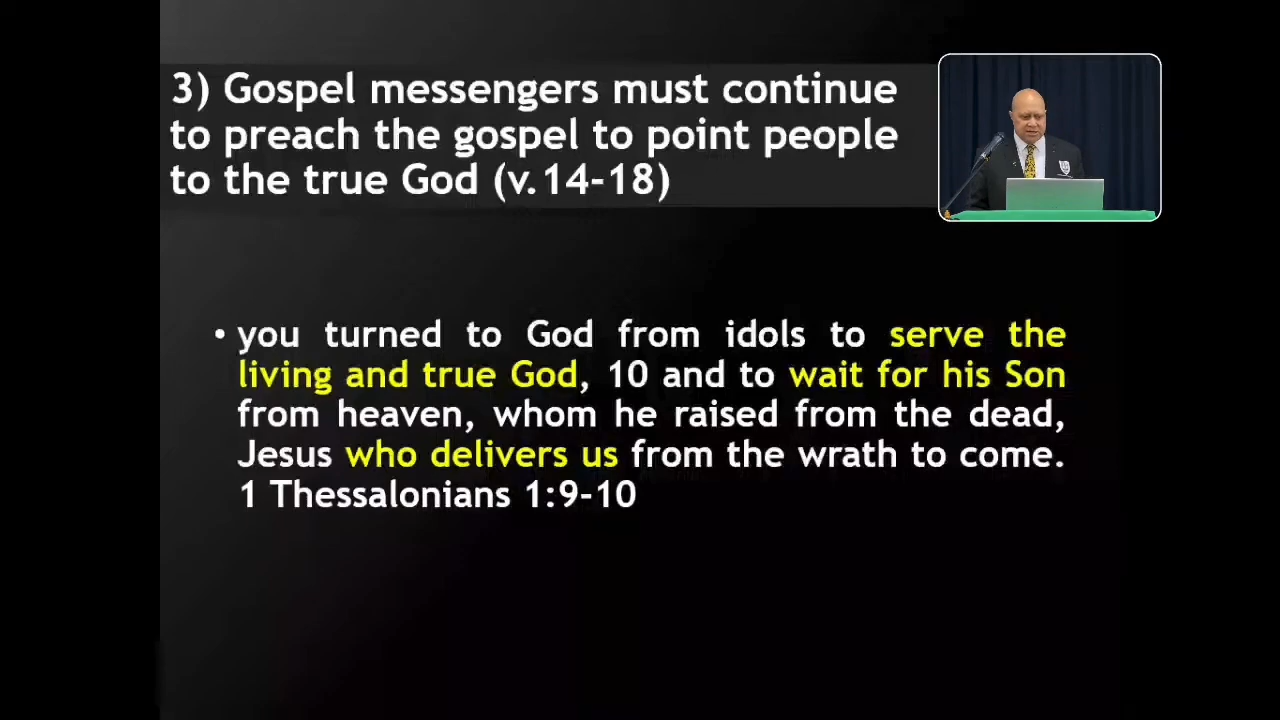 3) Gospel messengers must continue
to preach the gospel to point people
to the true God (v.14-18)
• you turned to God from idols to serve the
living and true God, 10 and to wait for his Son
from heaven, whom he raised from the dead,
Jesus who delivers us from the wrath to come.
1 Thessalonians 1:9-10